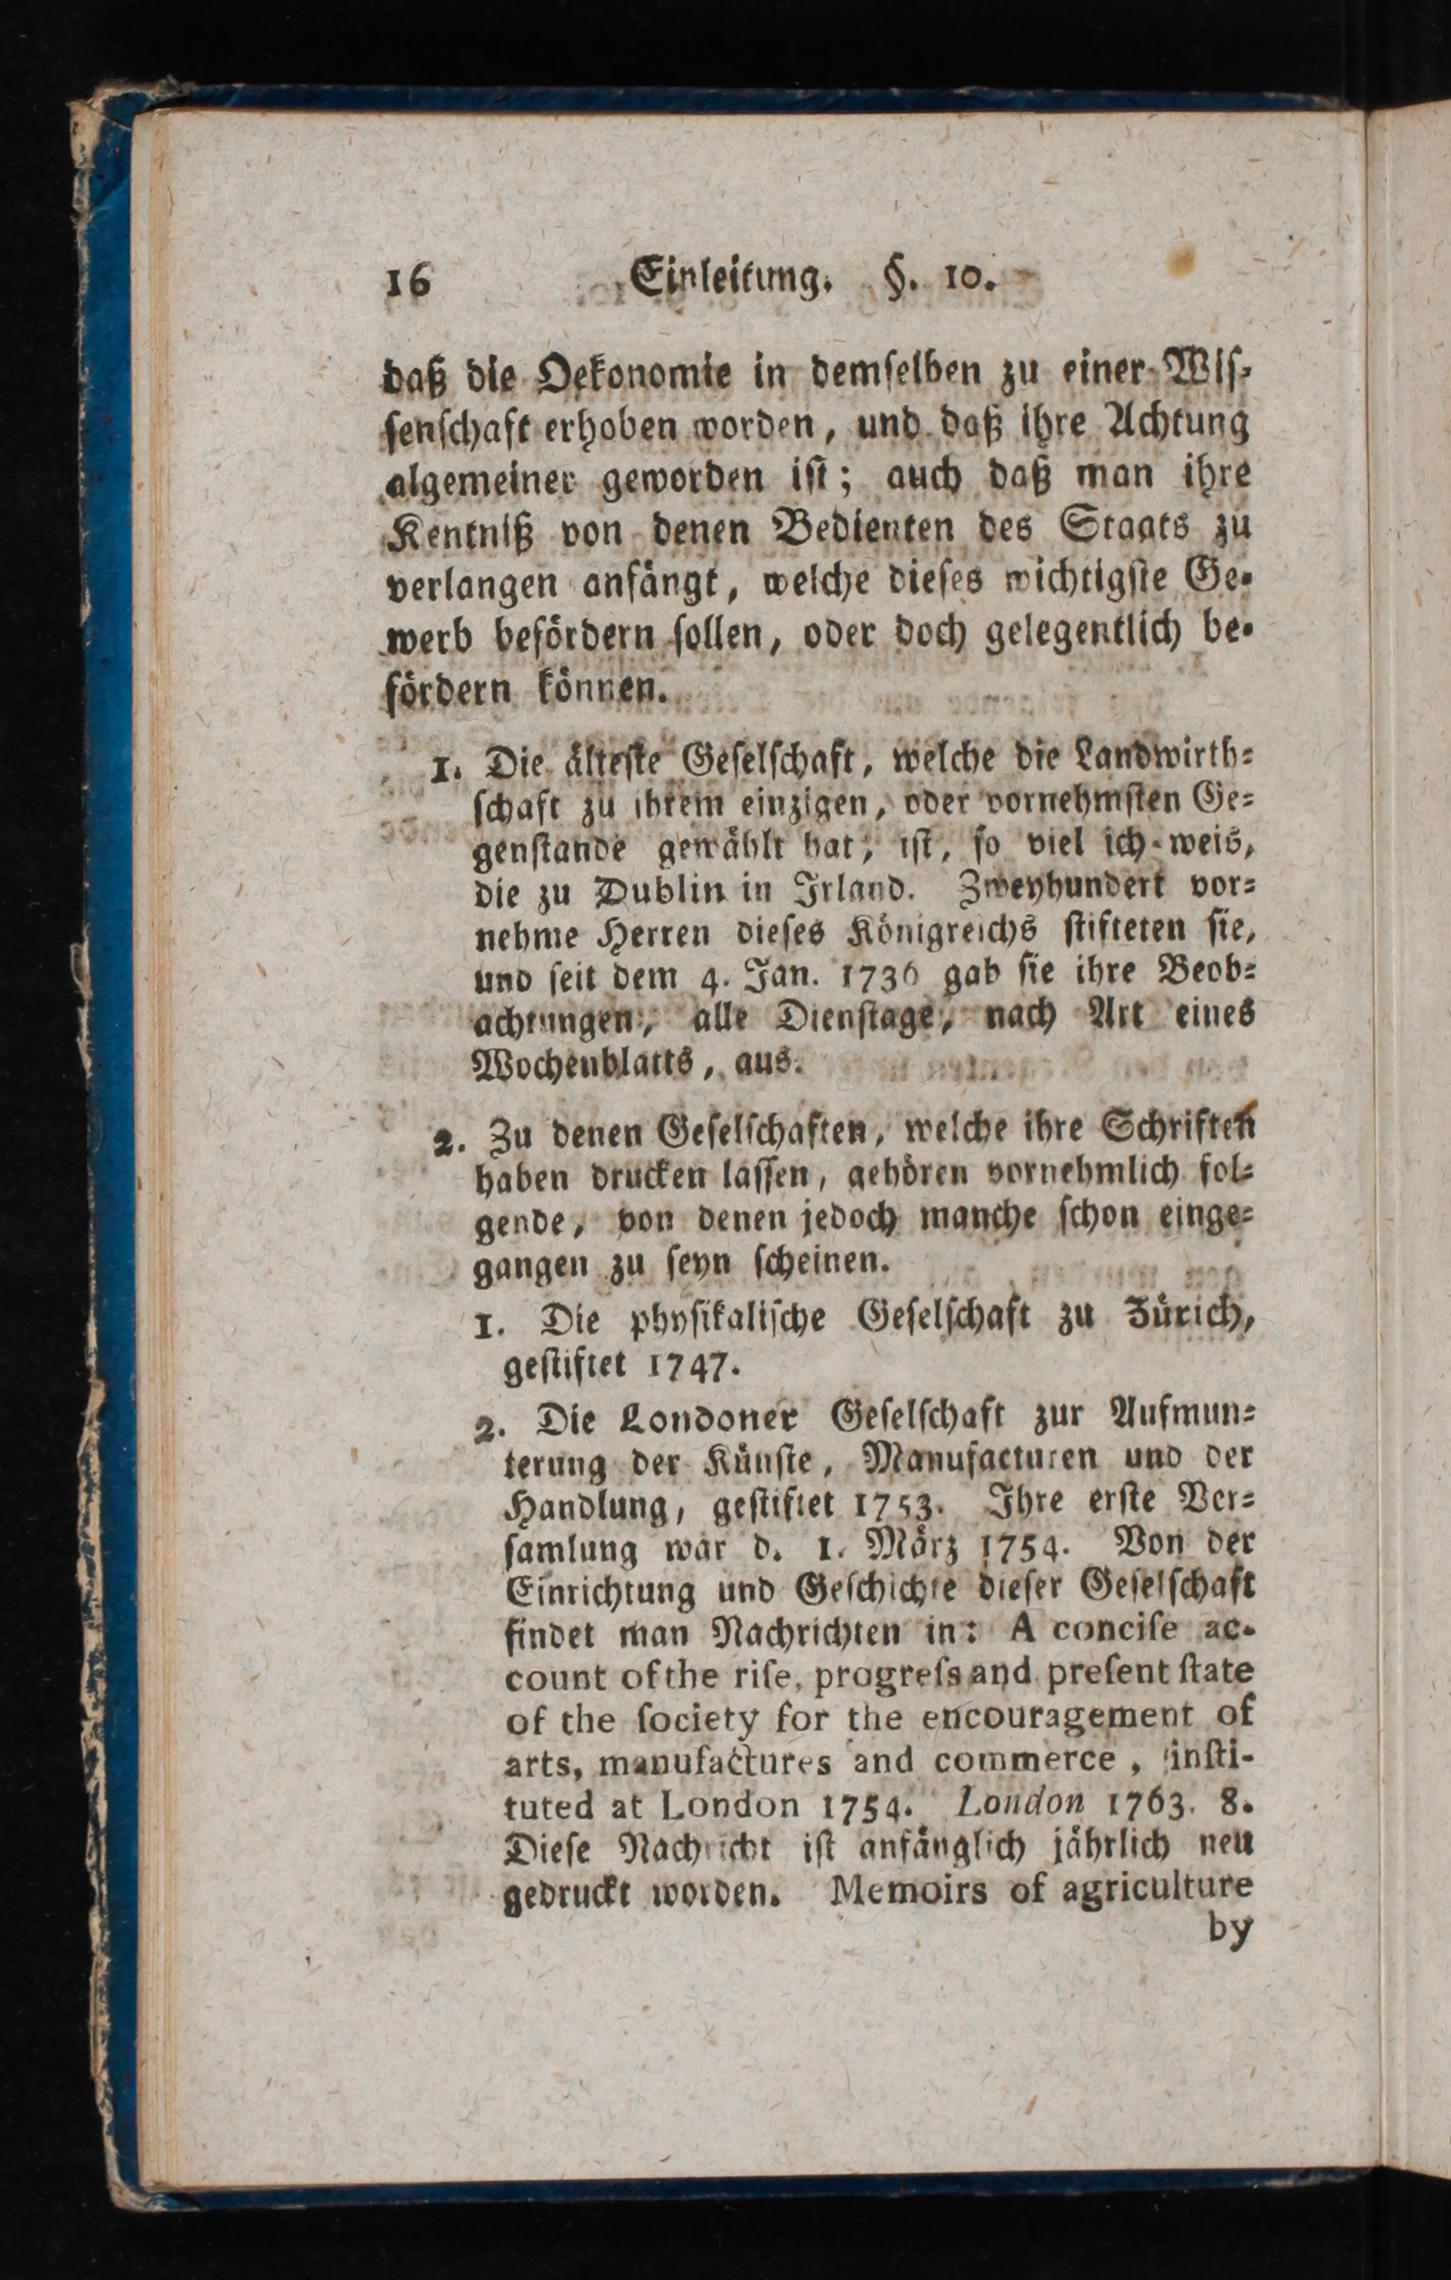 16 Einleitung. §. 10.
daß die Oekonomie in demſelben zu einer Wiſ-
ſenſchaft erhoben worden, und daß ihre Achtung
algemeiner geworden iſt; auch daß man ihre
Kentniß von denen Bedienten des Staats zu
verlangen anfängt, welche dieſes wichtigſte Ge-
werb befördern ſollen, oder doch gelegentlich be-
fördern können.
1. Die älteſte Geſelſchaft, welche die Landwirth-
ſchaft zu ihrem einzigen, oder vornehmſten Ge-
genſtande gewählt hat, iſt, ſo viel ich weis,
die zu Dublin in Irland. Zweyhundert vor-
nehme Herren dieſes Königreichs ſtifteten ſie,
und ſeit dem 4. Jan. 1736 gab ſie ihre Beob-
achtungen, alle Dienſtage, nach Art eines
Wochenblatts, aus.
2. Zu denen Geſelſchaften, welche ihre Schriften
haben drucken laſſen, gehören vornehmlich fol-
gende, von denen jedoch manche ſchon einge-
gangen zu ſeyn ſcheinen.
1. Die phyſikaliſche Geſelſchaft zu Zürich,
geſtiftet 1747.
2. Die Londoner Geſelſchaft zur Aufmun-
terung der Künſte, Manufacturen und der
Handlung, geſtiftet 1753. Ihre erſte Ver-
ſamlung war d. 1. März 1754. Von der
Einrichtung und Geſchichte dieſer Geſelſchaft
findet man Nachrichten in: A conciſe ac-
count of the riſe, progreſs and preſent ſtate
of the ſociety for the encouragement of
arts, manufactures and commerce, inſti-
tuted at London 1754. London 1763. 8.
Dieſe Nachricht iſt anfänglich jährlich neu
gedruckt worden. Memoirs of agriculture
by